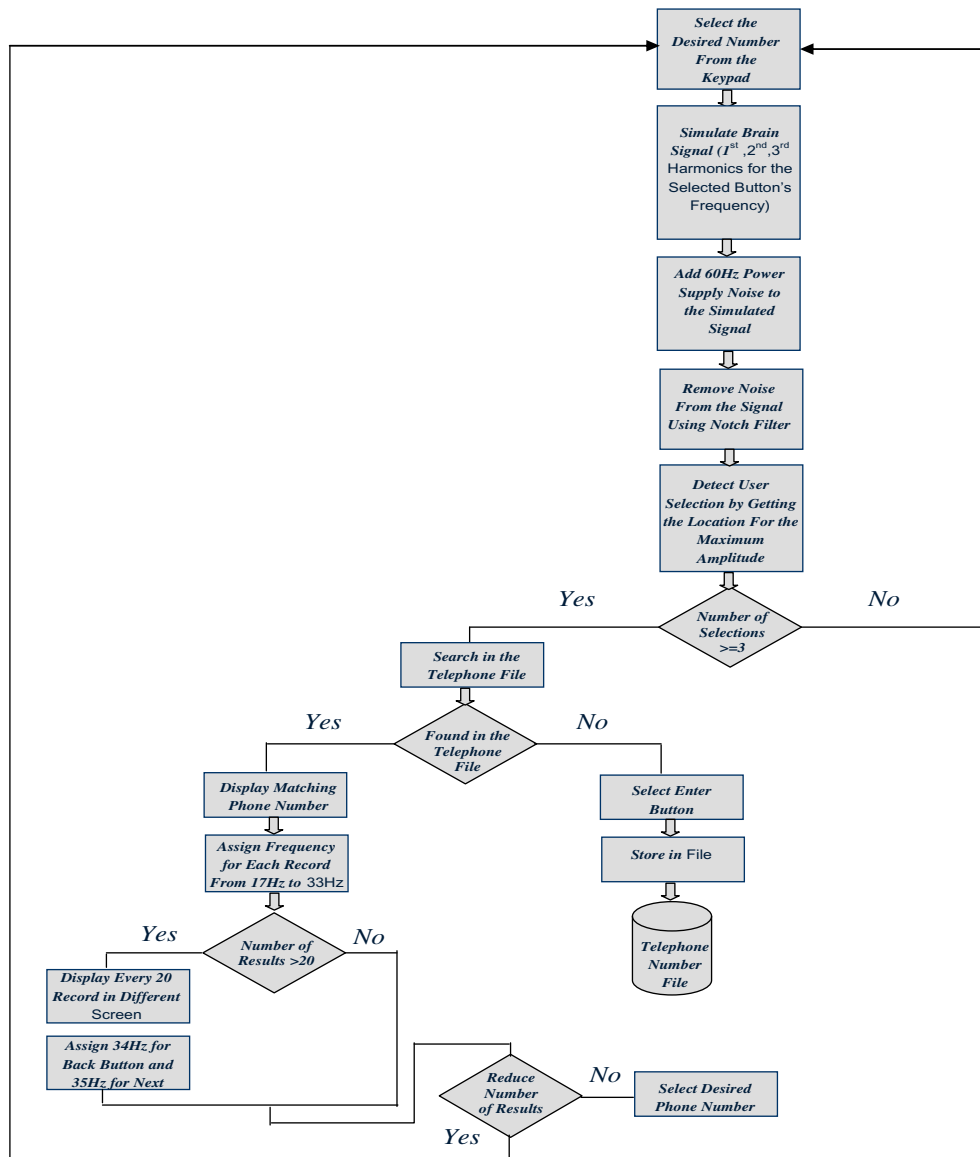 Select the
Desired Number
From the
Keypad
Simulate Brain
Signal (1st ,2nd,3rd
Harmonics for the
Selected Button's
Frequency)
Add 60Hz Power
Supply Noise to
the Simulated
Signal
Remove Noise
From the Signal
Using Notch Filter
Detect User
Selection by Getting
the Location For the
Maximum
Amplitude
Yes
No
Number of
Selections
>=3
Search in the
Telephone File
Yes
No
Found in the
Telephone
File
Display Matching
Phone Number
Select Enter
Button
Assign Frequency
for Each Record
From 17Hz to 33Hz
Store in File
Yes
No
Number of
Results >20
Telephone
Number
File
Display Every 20
Record in Different
Screen
Assign 34Hz for
Back Button and
35Hz for Next
Reduce
Number
of Results
No
Select Desired
Phone Number
Yes